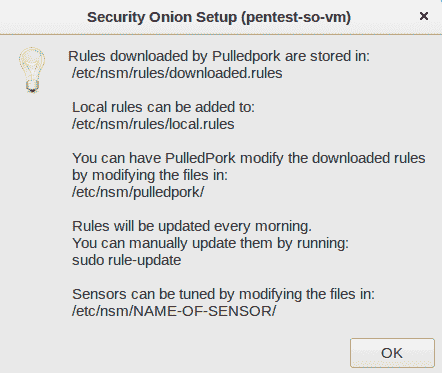 Security Onion Setup (pentest-so-vm)
Rules downloaded by Pulledpork are stored in:
/etc/nsm/rules/downloaded.rules
Local rules can be added to:
/etc/nsm/rules/local.rules
You can have PulledPork modify the downloaded rules
by modifying the files in:
/etc/nsm/pulledpork/
Rules will be updated every morning.
You can manually update them by running:
sudo rule-update
Sensors can be tuned by modifying the files in:
/etc/nsm/NAME-OF-SENSOR/
OK